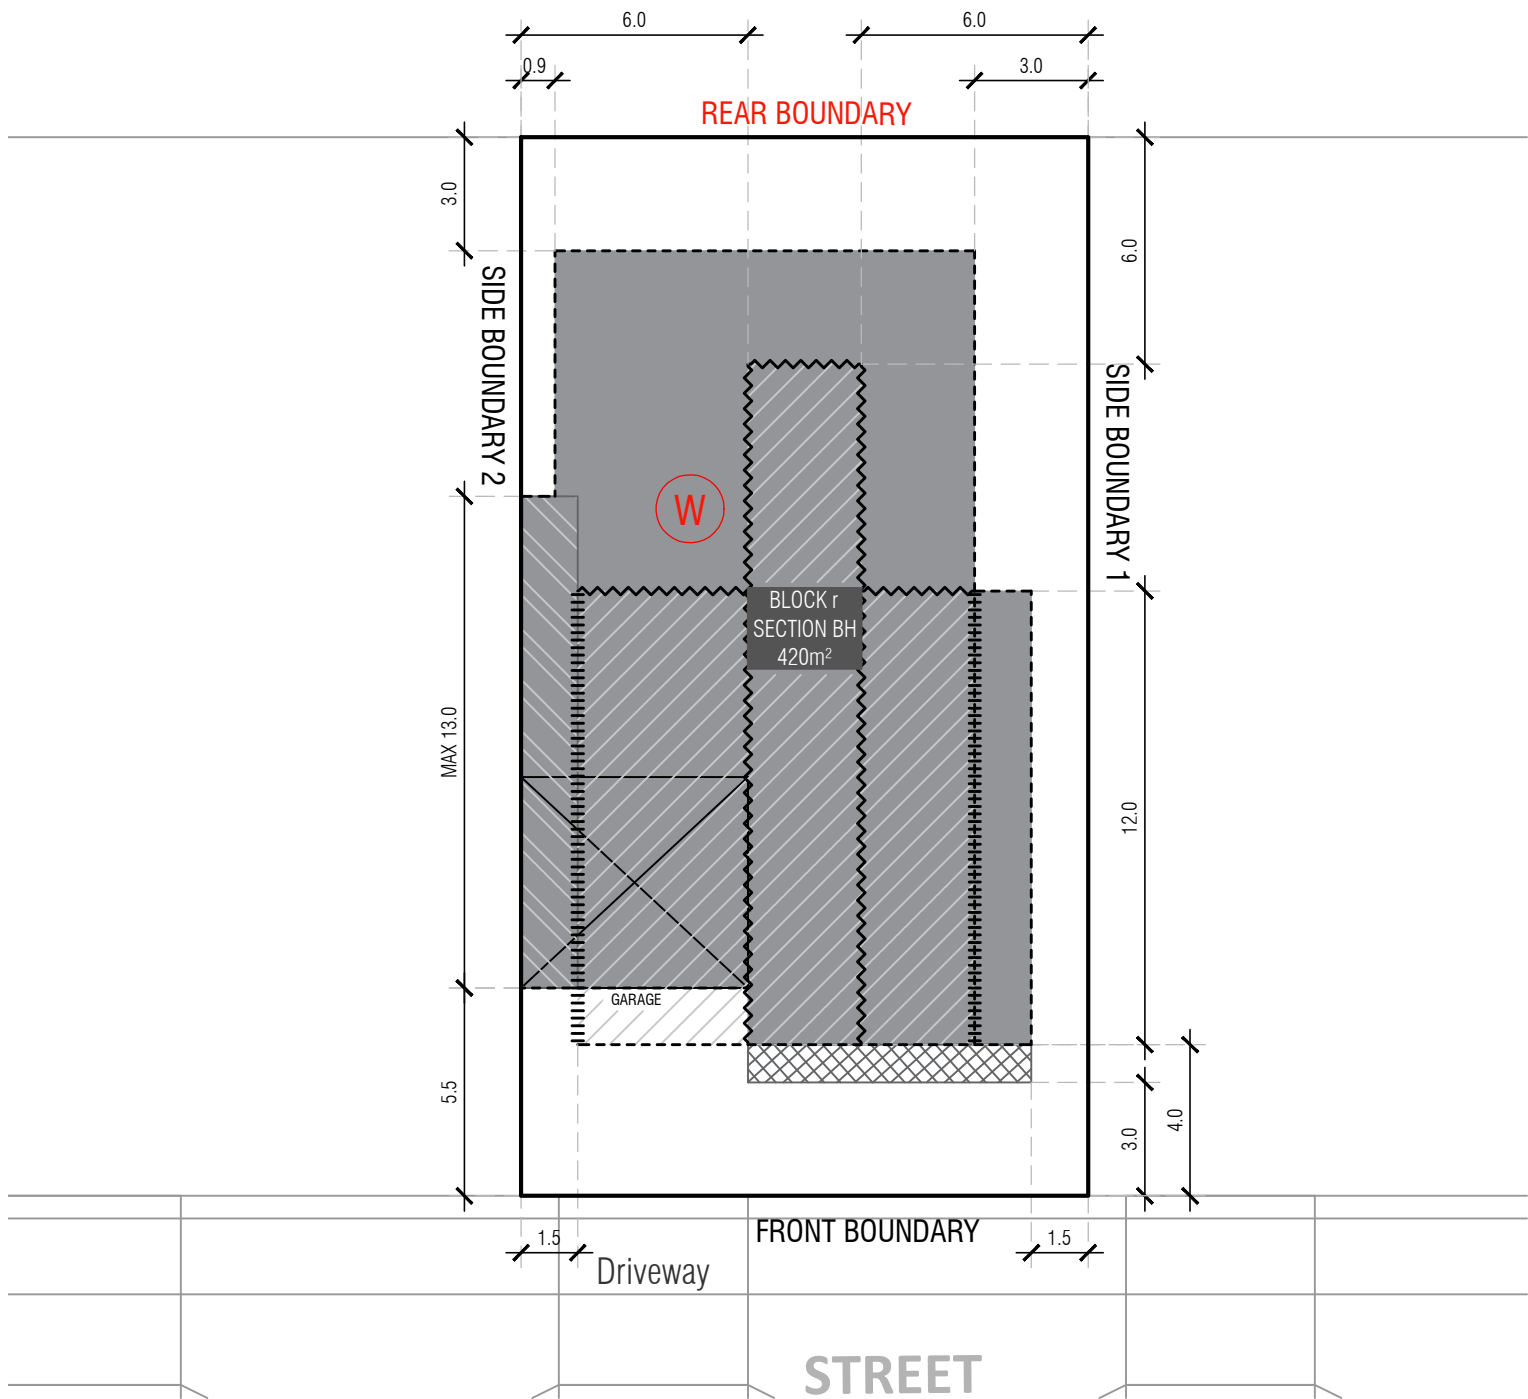 6.0
6.0
0.9
3.0
REAR BOUNDARY
3.0
6.0
SIDE BOUNDARY 2
SIDE BOUNDARY 1
W
BLOCK r
SECTION BH
420m²
MAX 13.0
12.0
GARAGE
5.5
3.0
4.0
FRONT BOUNDARY
1.5
1.5
Driveway
STREET